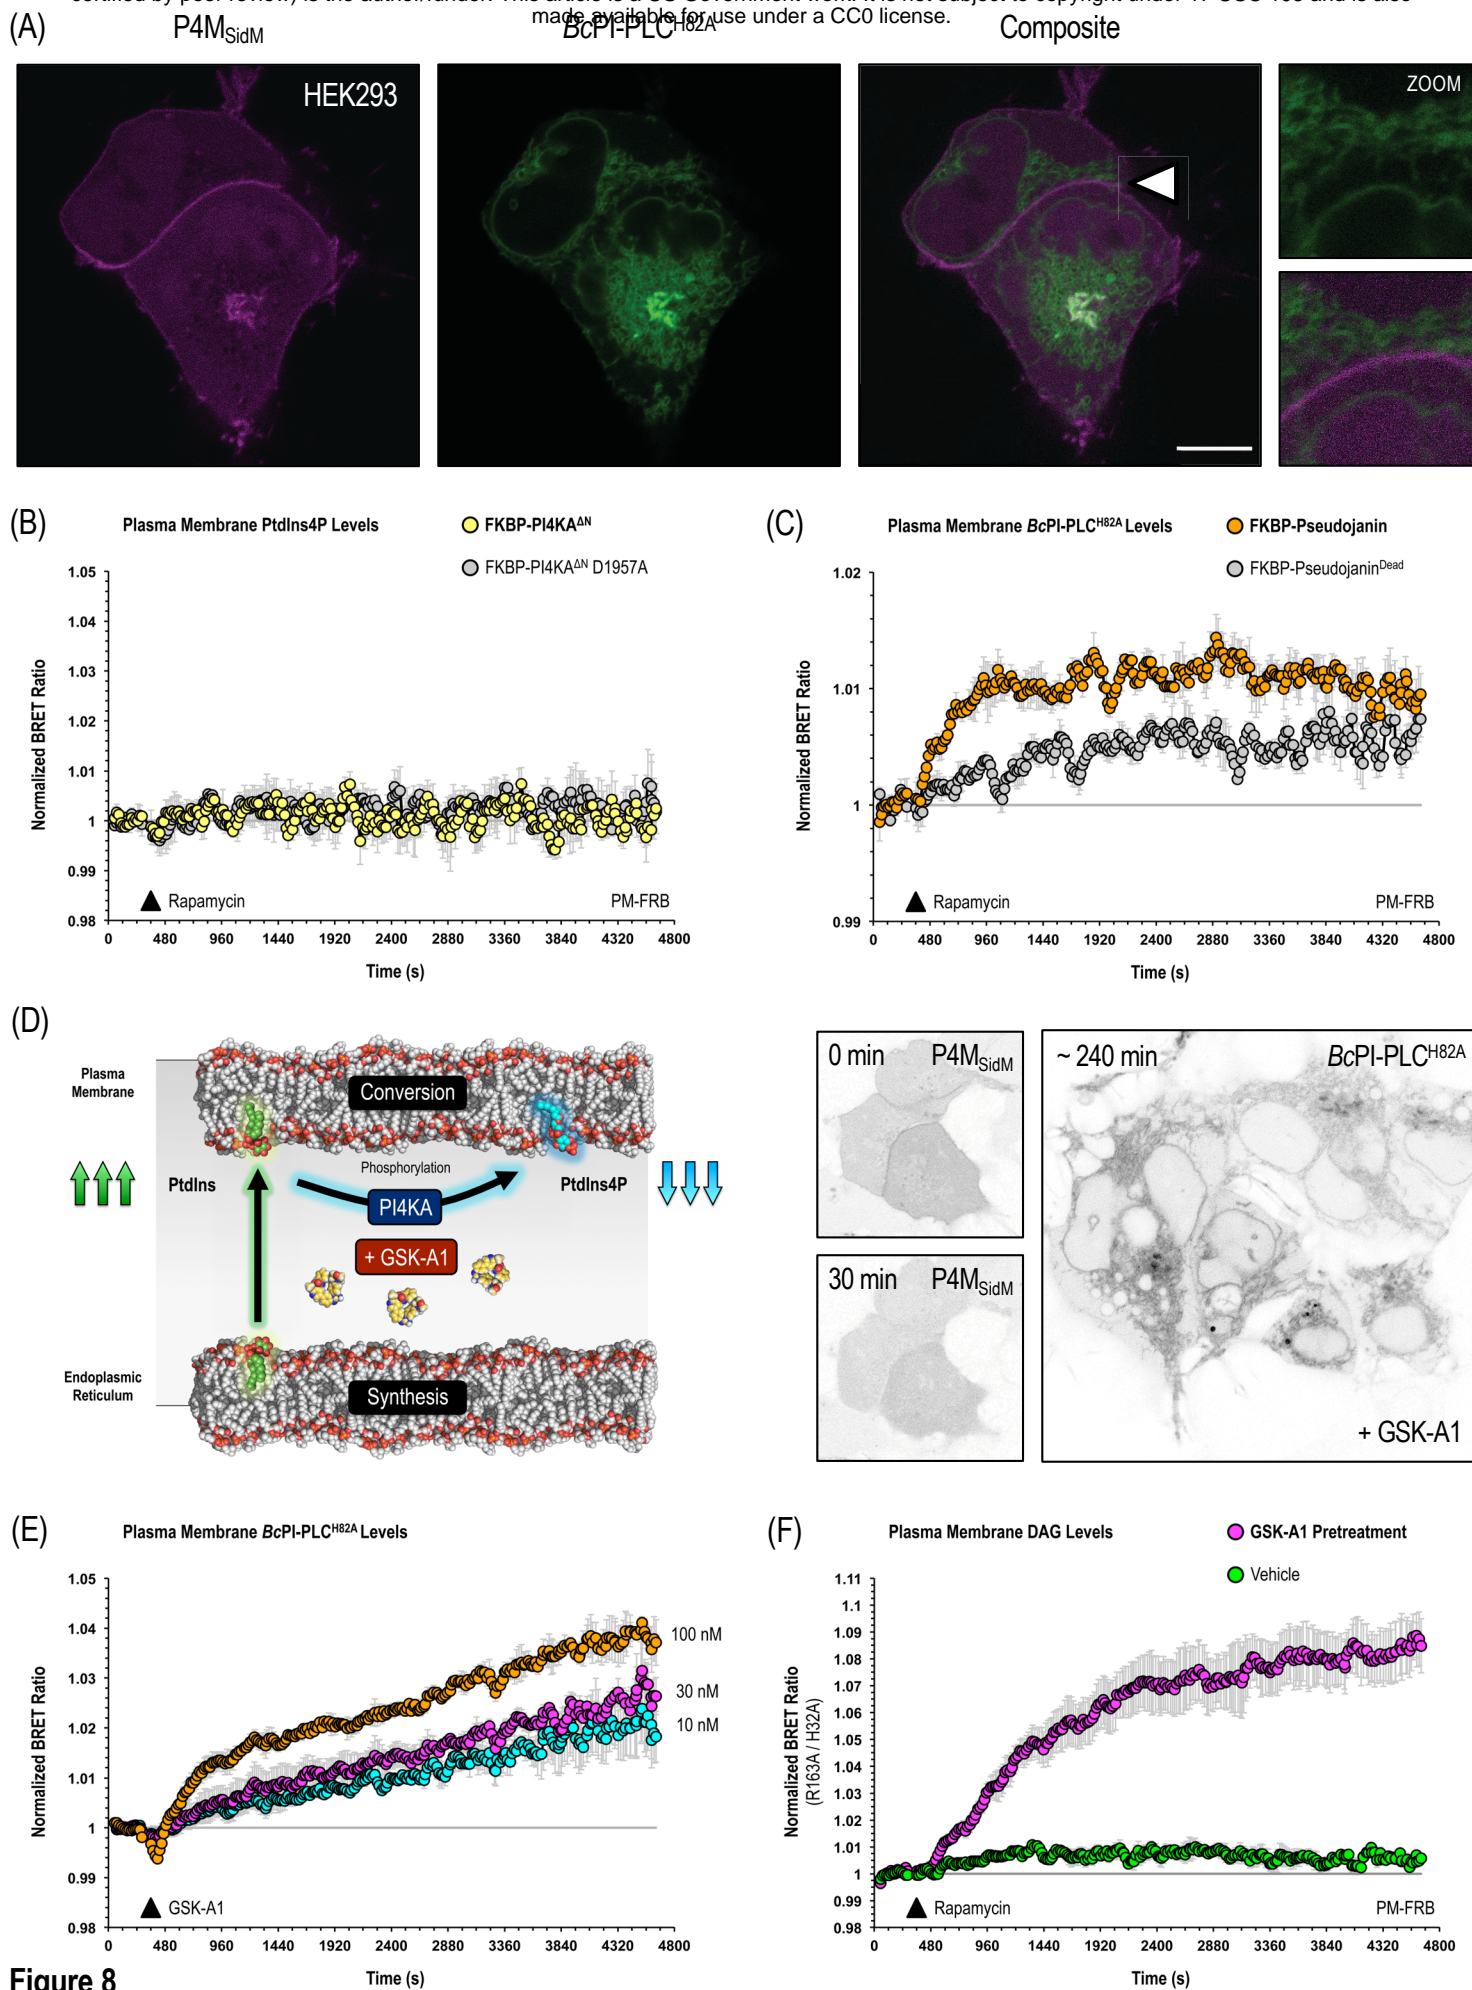 made available for use under a CC0 license.
(A)
P4MSidM
BcPI-PLCH82A
Composite
HEK293
ZOOM
(B)
Plasma Membrane PtdIns4P Levels
FKBP-PI4KAΔN
FKBP-PI4KAΔN D1957A
Normalized BRET Ratio
1.05
1.04
1.03
1.02
1.01
1
0.99
0.98
Rapamycin
PM-FRB
0 480 960 1440 1920 2400 2880 3360 3840 4320 4800
Time (s)
(C)
Plasma Membrane BcPI-PLCH82A Levels
FKBP-Pseudojanin
FKBP-PseudojaninDead
Normalized BRET Ratio
1.02
1.01
1
0.99
Rapamycin
PM-FRB
0 480 960 1440 1920 2400 2880 3360 3840 4320 4800
Time (s)
(D)
Plasma
Membrane
Conversion
Phosphorylation
PtdIns
PtdIns4P
PI4KA
+ GSK-A1
Endoplasmic
Reticulum
Synthesis
0 min P4MSidM
30 min P4MSidM
~ 240 min BcPI-PLCH82A
+ GSK-A1
(E)
Plasma Membrane BcPI-PLCH82A Levels
Normalized BRET Ratio
1.05
1.04
1.03
1.02
1.01
1
0.99
0.98
100 nM
30 nM
10 nM
GSK-A1
0 480 960 1440 1920 2400 2880 3360 3840 4320 4800
Time (s)
(F)
Plasma Membrane DAG Levels
GSK-A1 Pretreatment
Vehicle
Normalized BRET Ratio
(R163A / H32A)
1.11
1.1
1.09
1.08
1.07
1.06
1.05
1.04
1.03
1.02
1.01
1
0.99
0.98
Rapamycin
PM-FRB
0 480 960 1440 1920 2400 2880 3360 3840 4320 4800
Time (s)
Figure 8